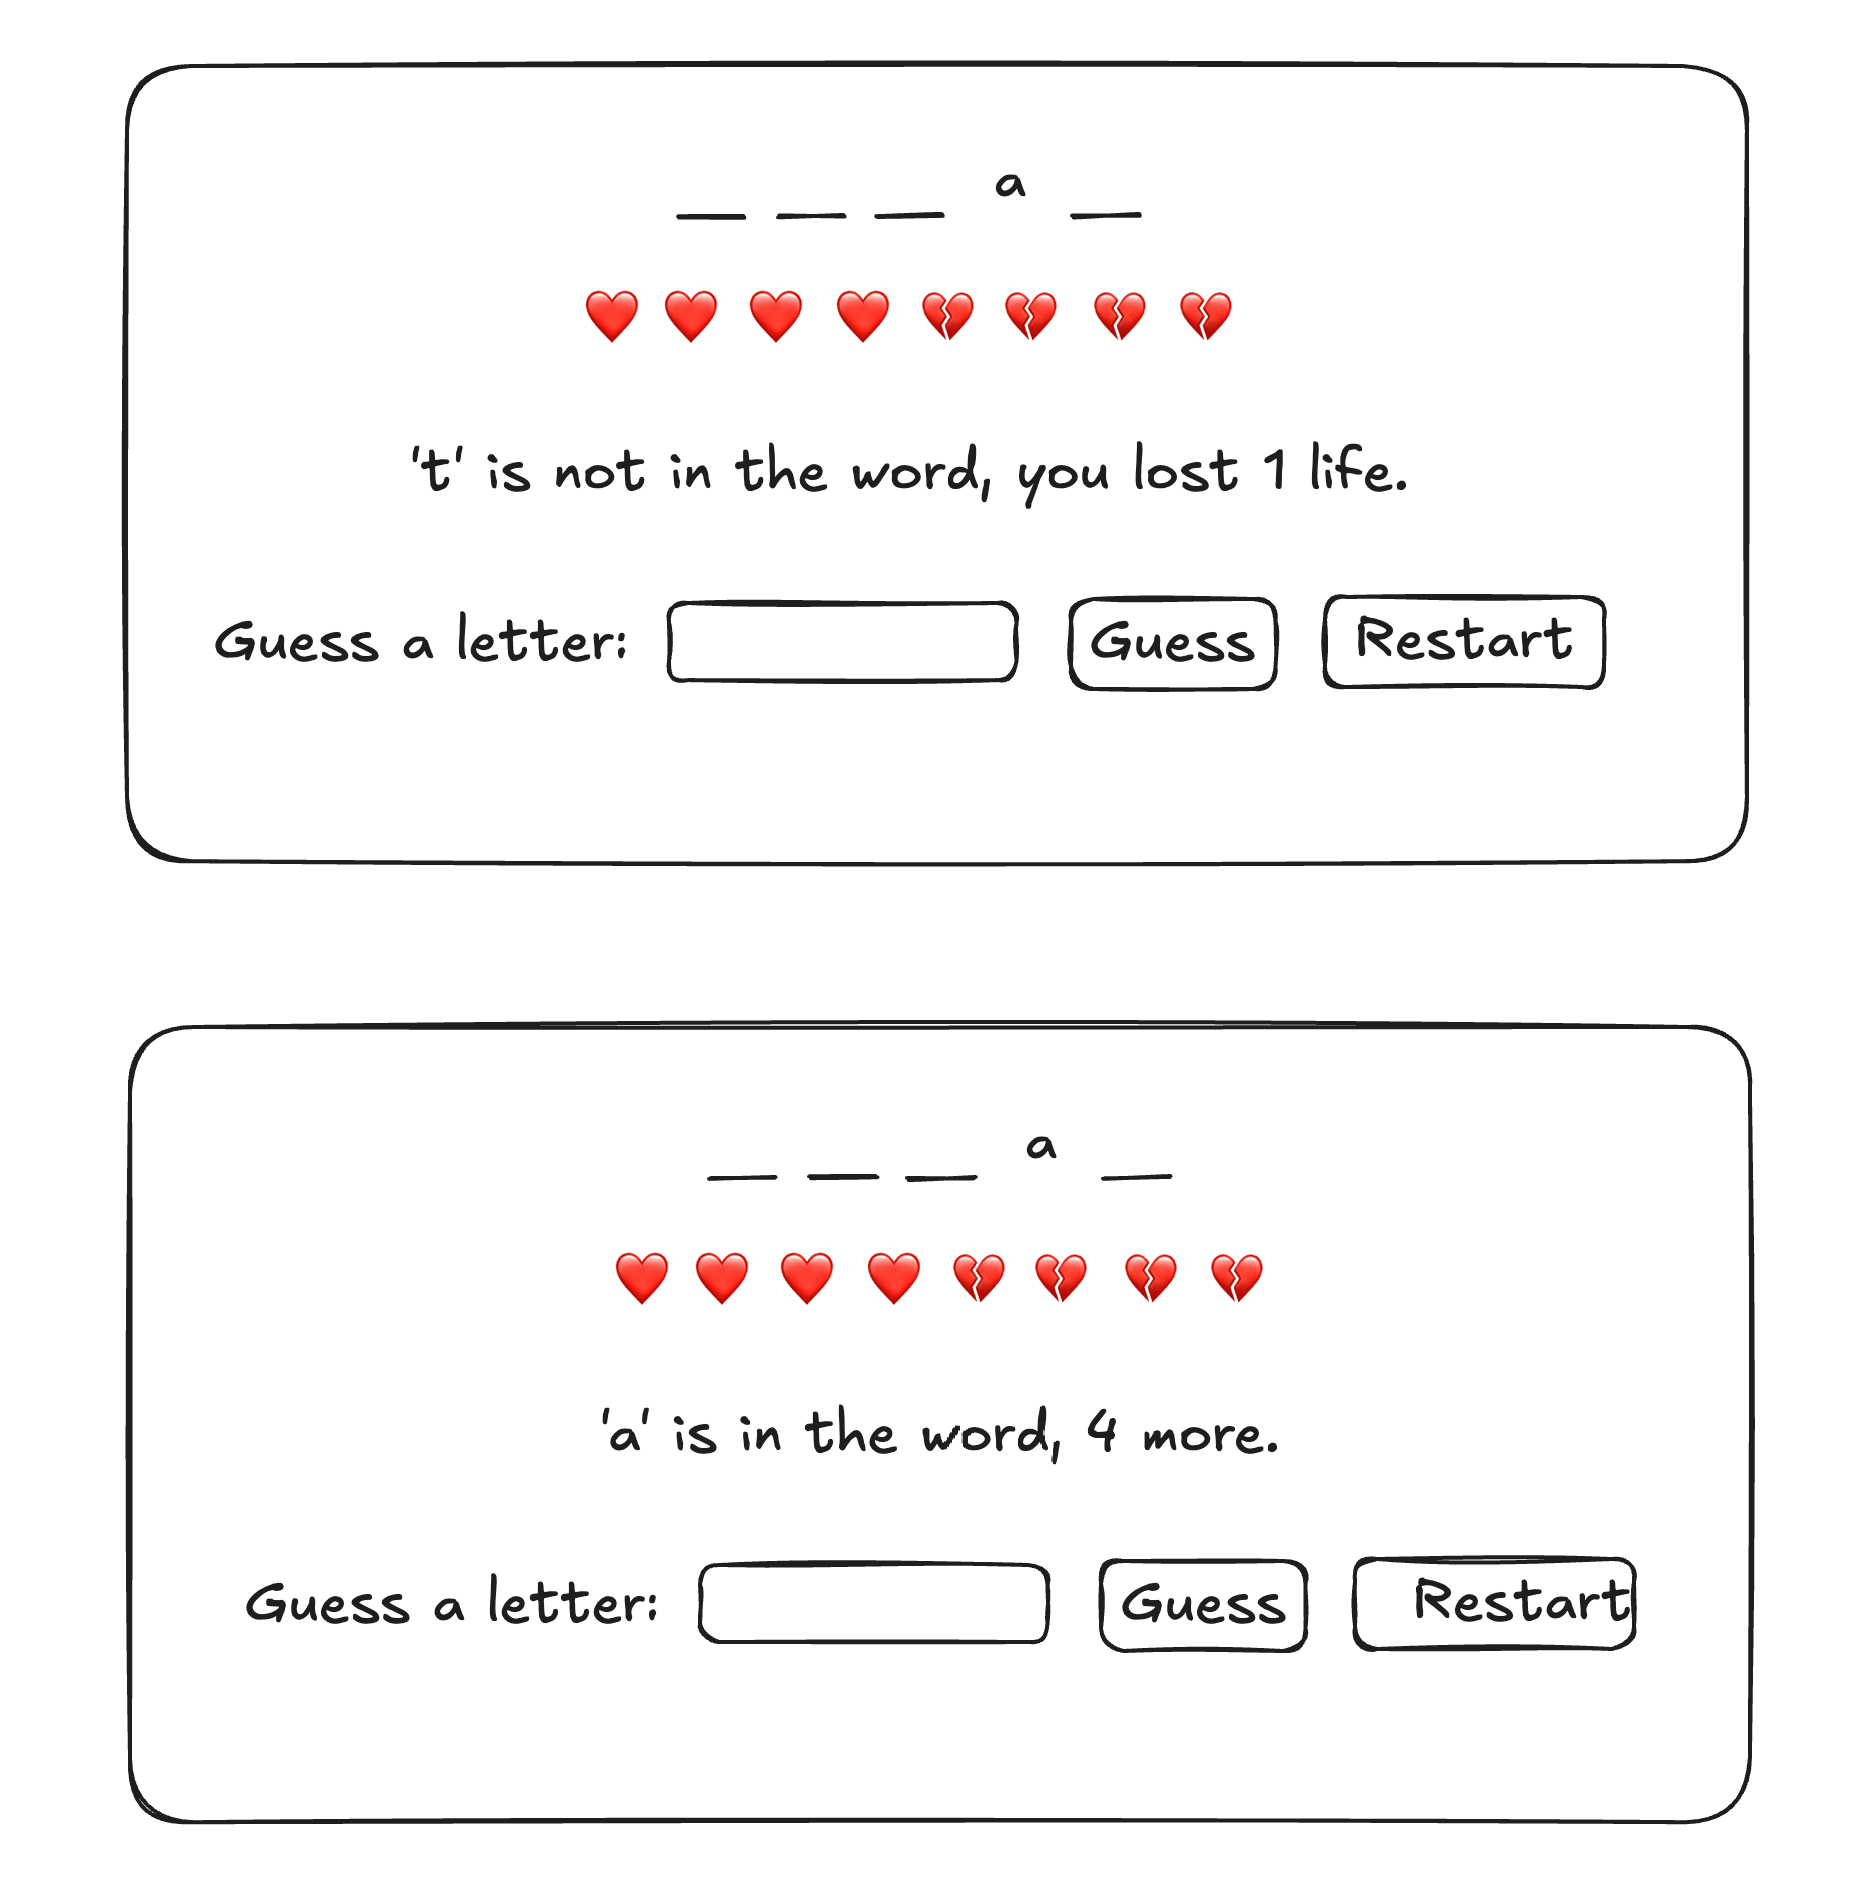 a
't' is not in the word, you lost 1 life.
Guess a letter: Guess Restart
a
'a' is in the word, 4 more.
Guess a letter: Guess Restart